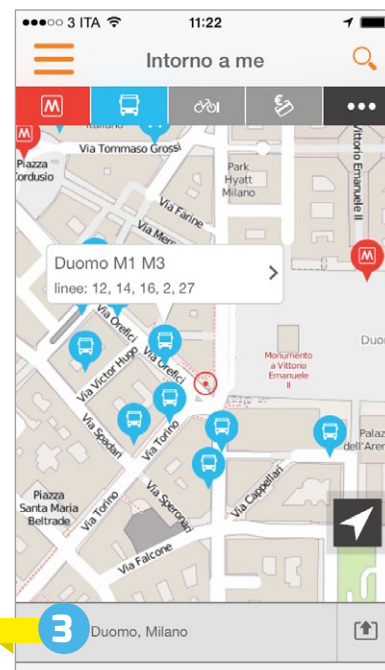 3 ITA
11:22
Intorno a me
M
Italiano
M
Via Tommaso Grossi
Piazza
Cordusio
Park
Hyatt
Milano
Via Farine
Vittorio Emanuele II
M
Duomo M1 M3
linee: 12, 14, 16, 2, 27
Via Orefici
Via Victor Hugo
Via Orefici
Monumento
a Vittorio
Emanuele
II
Via Spadari
Via Torino
Palaz
dell'Aren
Piazza
Santa Maria
Beltrade
Via Torino
Via Speronari
Via Cappellari
Via Falcone
3
Duomo, Milano